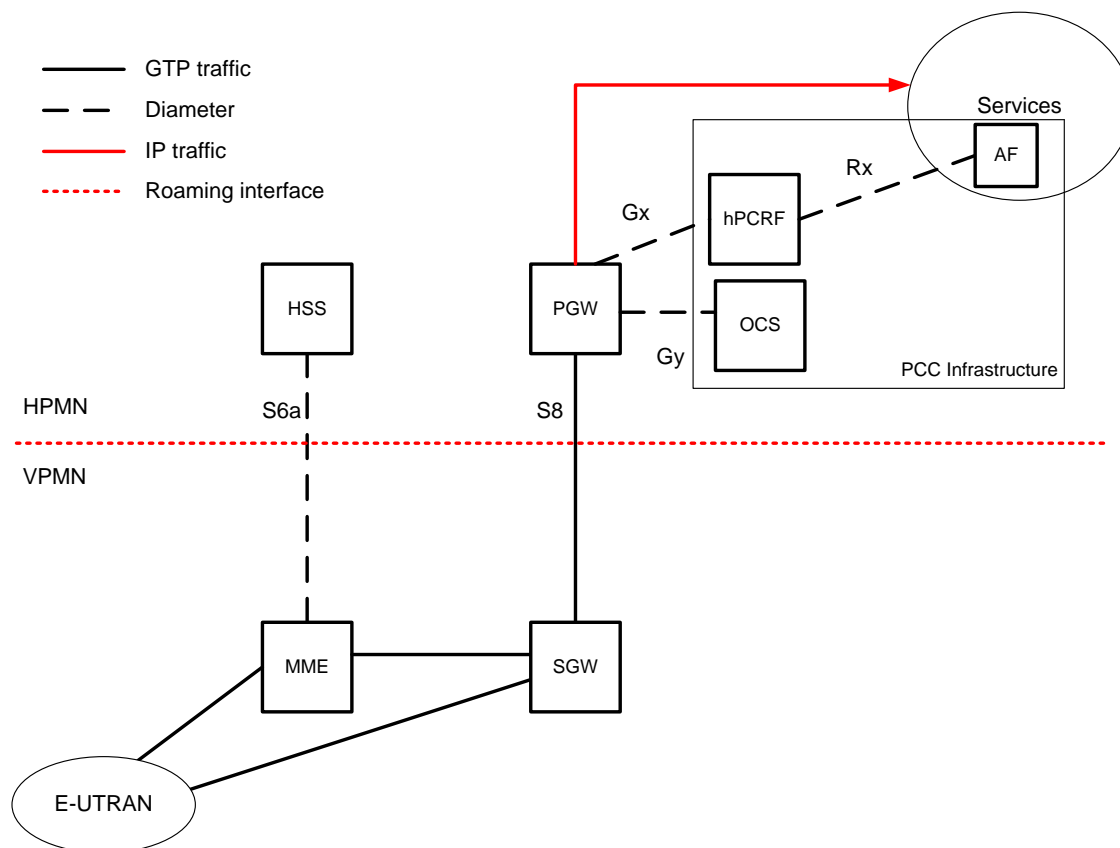 GTP traffic
Diameter
IP traffic
Roaming interface
Services
AF
Rx
hPCRF
Gx
HSS
PGW
OCS
Gy
PCC Infrastructure
HPMN
S6a
S8
VPMN
MME
SGW
E-UTRAN